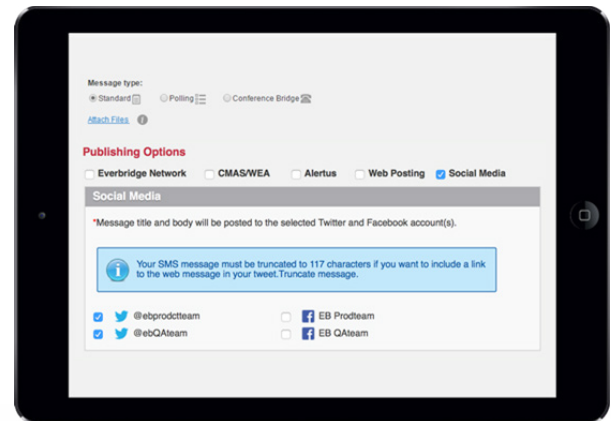 Message type:
Standard Polling Conference Bridge
Attach Files i
Publishing Options
Everbridge Network CMAS/WEA Alertus Web Posting Social Media
Social Media
*Message title and body will be posted to the selected Twitter and Facebook account(s).
i Your SMS message must be truncated to 117 characters if you want to include a link
to the web message in your tweet.Truncate message.
@ebprodctteam f EB Prodteam
@ebQAteam f EB QAteam